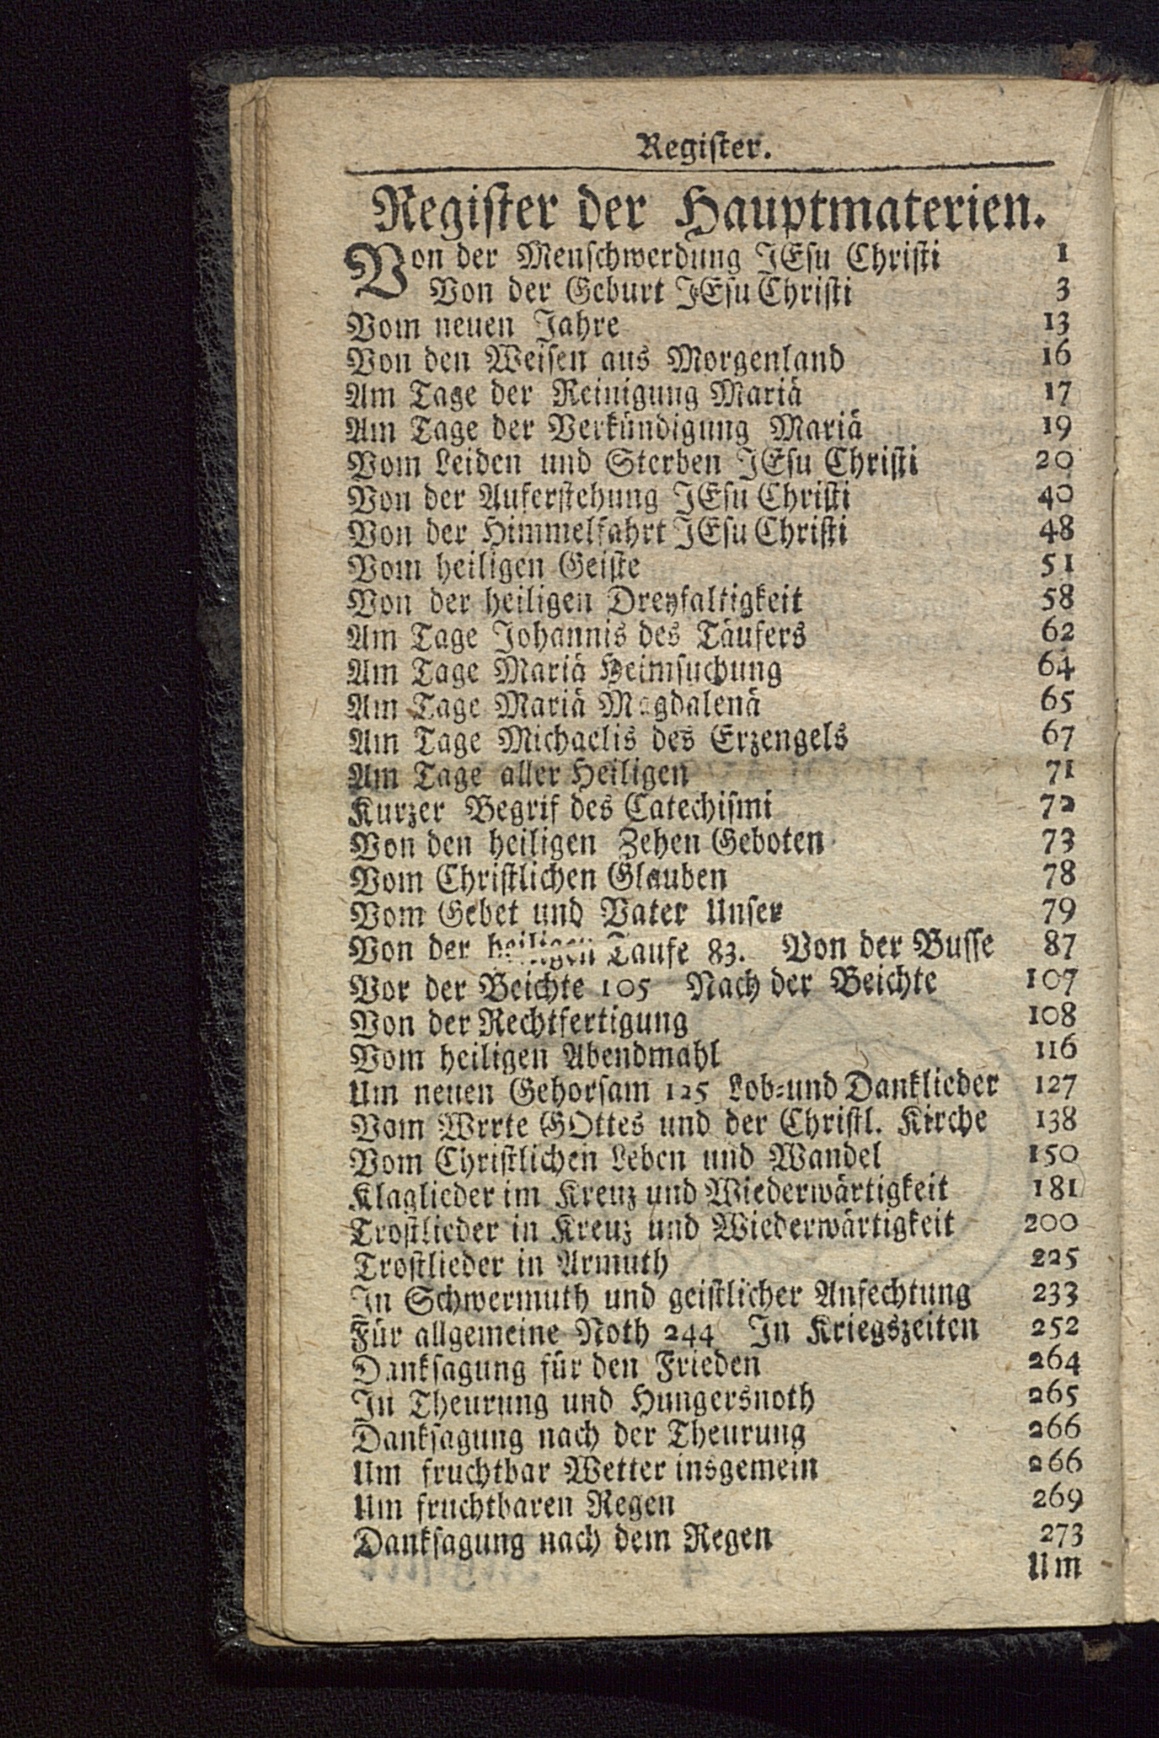 Register.
Register der Hauptmaterien.
Von der Menschwerdung JEsu Christi 1
Von der Geburt JEsu Christi 3
Vom neuen Jahre 13
Von den Weisen aus Morgenland 16
Am Tage der Reinigung Mariä 17
Am Tage der Verkündigung Mariä 19
Vom Leiden und Sterben JEsu Christi 20
Von der Auferstehung JEsu Christi 40
Von der Himmelfahrt JEsu Christi 48
Vom heiligen Geiste 51
Von der heiligen Dreyfaltigkeit 58
Am Tage Johannis des Täufers 62
Am Tage Mariä Heimsuchung 64
Am Tage Mariä Magdalenä 65
Am Tage Michaelis des Erzengels 67
Am Tage aller Heiligen 71
Kurzer Begrif des Catechismi 72
Von den heiligen Zehen Geboten 73
Vom Christlichen Glauben 78
Vom Gebet und Vater Unser 79
Von der heiligen Taufe 83. Von der Busse 87
Vor der Beichte 105 Nach der Beichte 107
Von der Rechtfertigung 108
Vom heiligen Abendmahl 116
Um neuen Gehorsam 125 Lob-und Danklieder 127
Vom Wrrte GOttes und der Christl. Kirche 138
Vom Christlichen Leben und Wandel 150
Klaglieder im Kreuz und Wiederwärtigkeit 181
Trostlieder in Kreuz und Wiederwärtigkeit 200
Trostlieder in Armuth 225
In Schwermuth und geistlicher Anfechtung 233
Für allgemeine Noth 244 In Kriegszeiten 252
Danksagung für den Frieden 264
In Theurung und Hungersnoth 265
Danksagung nach der Theurung 266
Um fruchtbar Wetter insgemein 266
Um fruchtbaren Regen 269
Danksagung nach dem Regen 273
Um